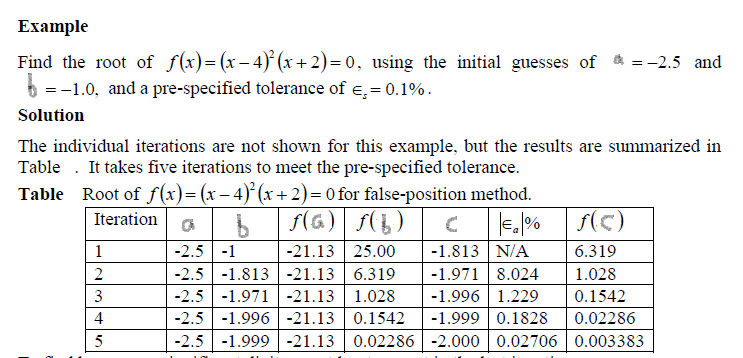 Example
Find the root of f(x)=(x−4)²(x+2)=0, using the initial guesses of a =−2.5 and
b =−1.0, and a pre-specified tolerance of ∈ₛ= 0.1%.
Solution
The individual iterations are not shown for this example, but the results are summarized in
Table . It takes five iterations to meet the pre-specified tolerance.
Table Root of f(x)=(x−4)²(x+2)=0 for false-position method.
Iteration a b f(a) f(b) c |∈ₐ|% f(c)
1 -2.5 -1 -21.13 25.00 -1.813 N/A 6.319
2 -2.5 -1.813 -21.13 6.319 -1.971 8.024 1.028
3 -2.5 -1.971 -21.13 1.028 -1.996 1.229 0.1542
4 -2.5 -1.996 -21.13 0.1542 -1.999 0.1828 0.02286
5 -2.5 -1.999 -21.13 0.02286 -2.000 0.02706 0.003383